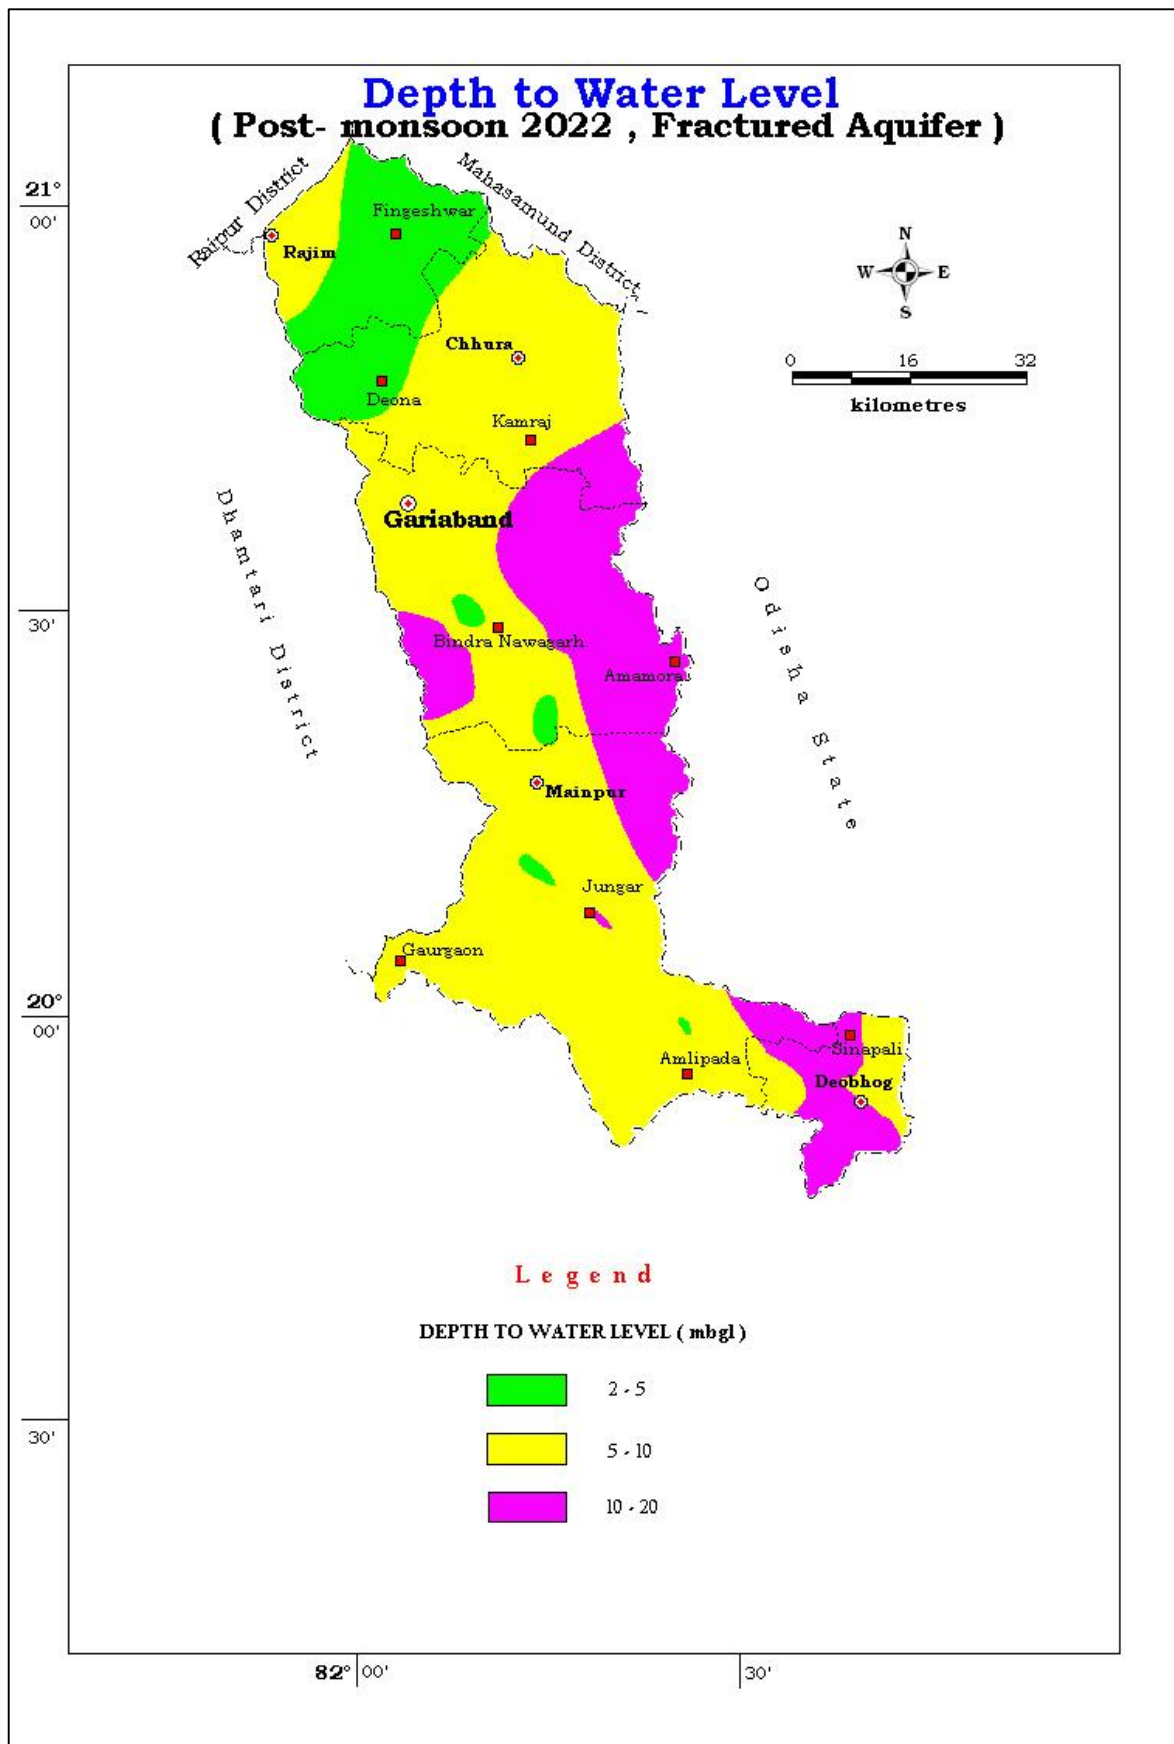 Depth to Water Level
( Post- monsoon 2022 , Fractured Aquifer )
Raipur District
Mahasamund District
21°
00'
Fingeshwar
Rajim
N
W E
S
Chhura
0 16 32
kilometres
Deona
Kamraj
Gariaband
Dhamtari District
Odisha State
30'
Bindra Nawagarh
Amamora
Mainpur
Jungar
Gaurgaon
20°
00'
Amlipada
Sinapali
Deobhog
Legend
DEPTH TO WATER LEVEL ( mbgl )
2 - 5
30'
5 - 10
10 - 20
82° 00' 30'